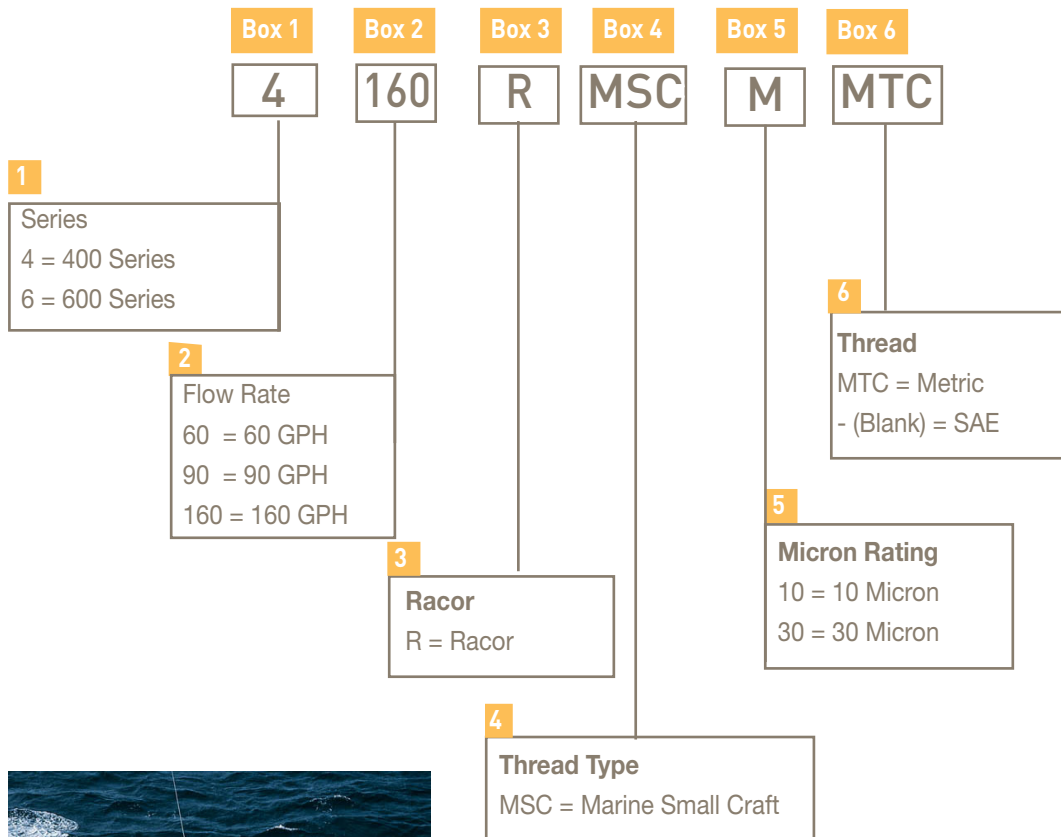 Box 1 Box 2 Box 3 Box 4 Box 5 Box 6
4 160 R MSC M MTC
1
Series
4 = 400 Series
6 = 600 Series
2
Flow Rate
60 = 60 GPH
90 = 90 GPH
160 = 160 GPH
3
Racor
R = Racor
4
Thread Type
MSC = Marine Small Craft
5
Micron Rating
10 = 10 Micron
30 = 30 Micron
6
Thread
MTC = Metric
- (Blank) = SAE